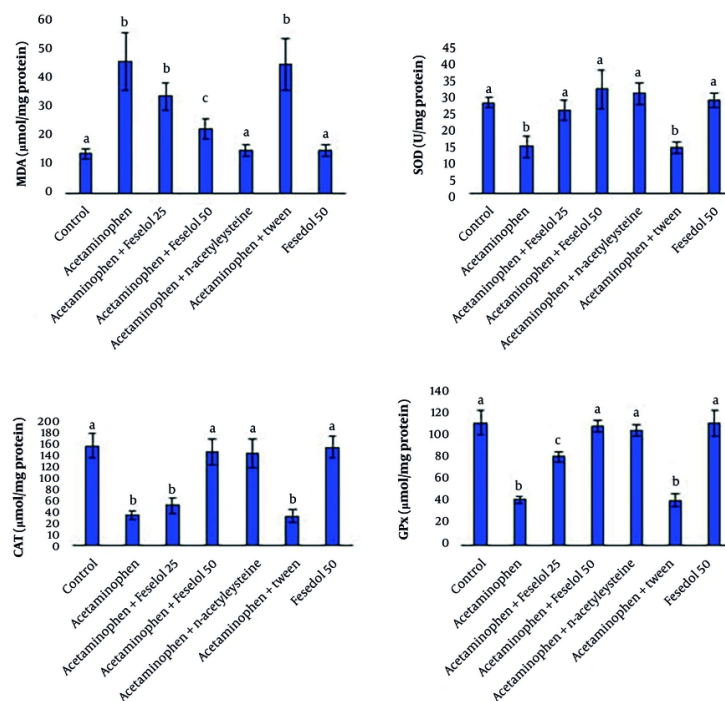 MDA (µmol/mg protein)
60
50
40
30
20
10
0
a
b
b
c
a
b
a
Control
Acetaminophen
Acetaminophen + Feselol 25
Acetaminophen + Feselol 50
Acetaminophen + n-acetyleysteine
Acetaminophen + tween
Fesedol 50
SOD (U/mg protein)
45
40
35
30
25
20
15
10
5
0
a
b
a
a
a
b
a
Control
Acetaminophen
Acetaminophen + Feselol 25
Acetaminophen + Feselol 50
Acetaminophen + n-acetyleysteine
Acetaminophen + tween
Fesedol 50
CAT (µmol/mg protein)
200
180
160
140
120
100
80
60
40
20
0
a
b
b
a
a
b
a
Control
Acetaminophen
Acetaminophen + Feselol 25
Acetaminophen + Feselol 50
Acetaminophen + n-acetyleysteine
Acetaminophen + tween
Fesedol 50
GPx (µmol/mg protein)
140
120
100
80
60
40
20
0
a
b
c
a
a
b
a
Control
Acetaminophen
Acetaminophen + Feselol 25
Acetaminophen + Feselol 50
Acetaminophen + n-acetyleysteine
Acetaminophen + tween
Fesedol 50